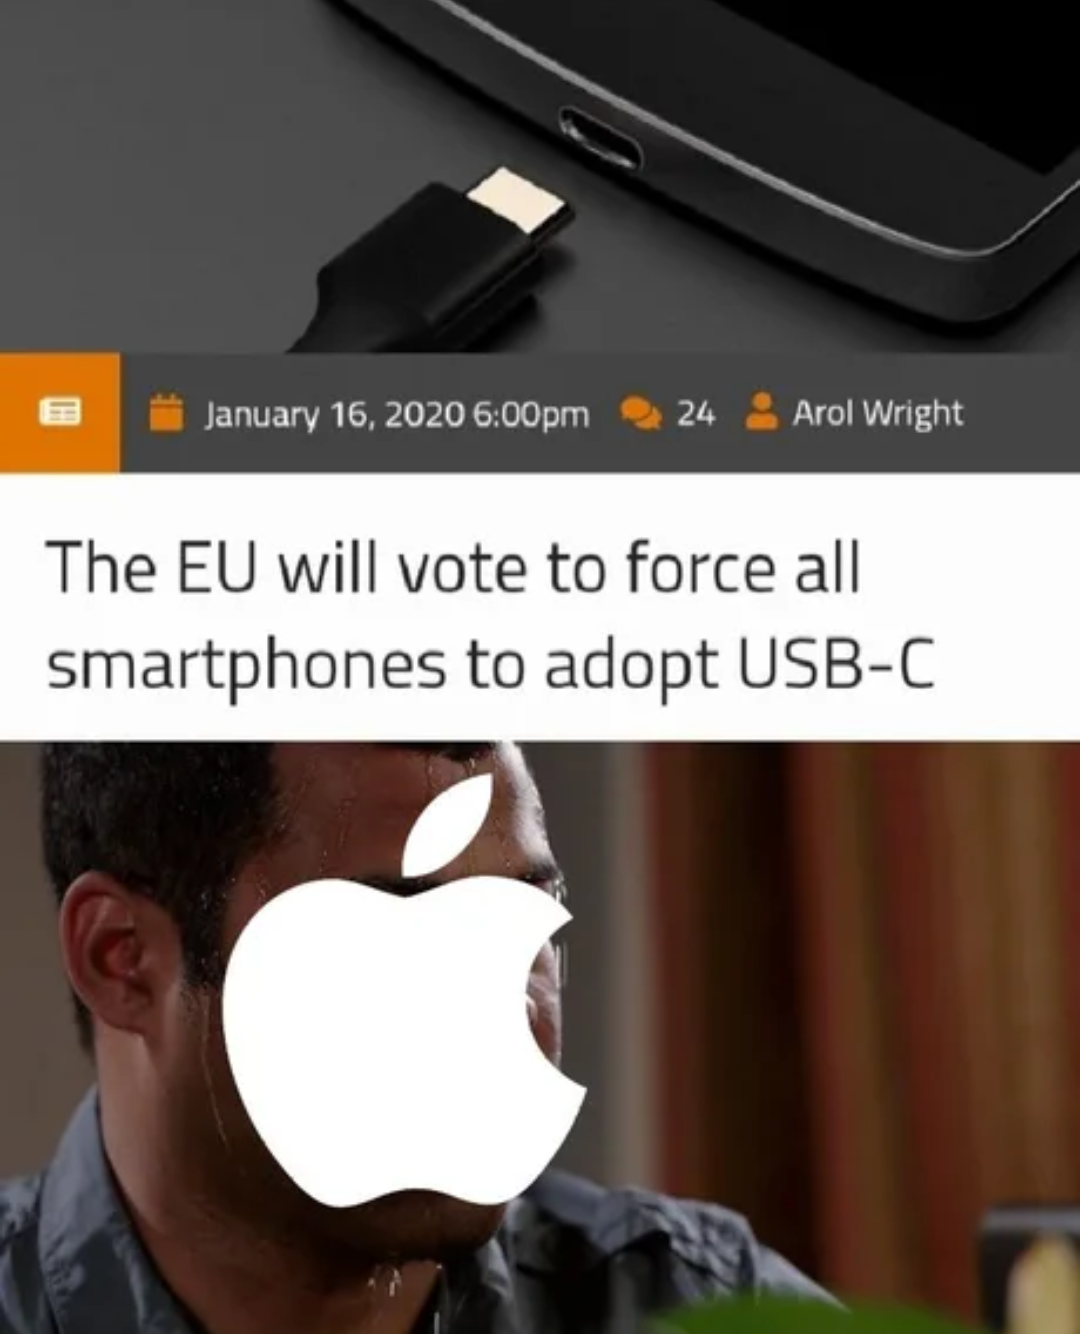 January 16, 2020 6:00pm 24 Arol Wright
The EU will vote to force all
smartphones to adopt USB-C